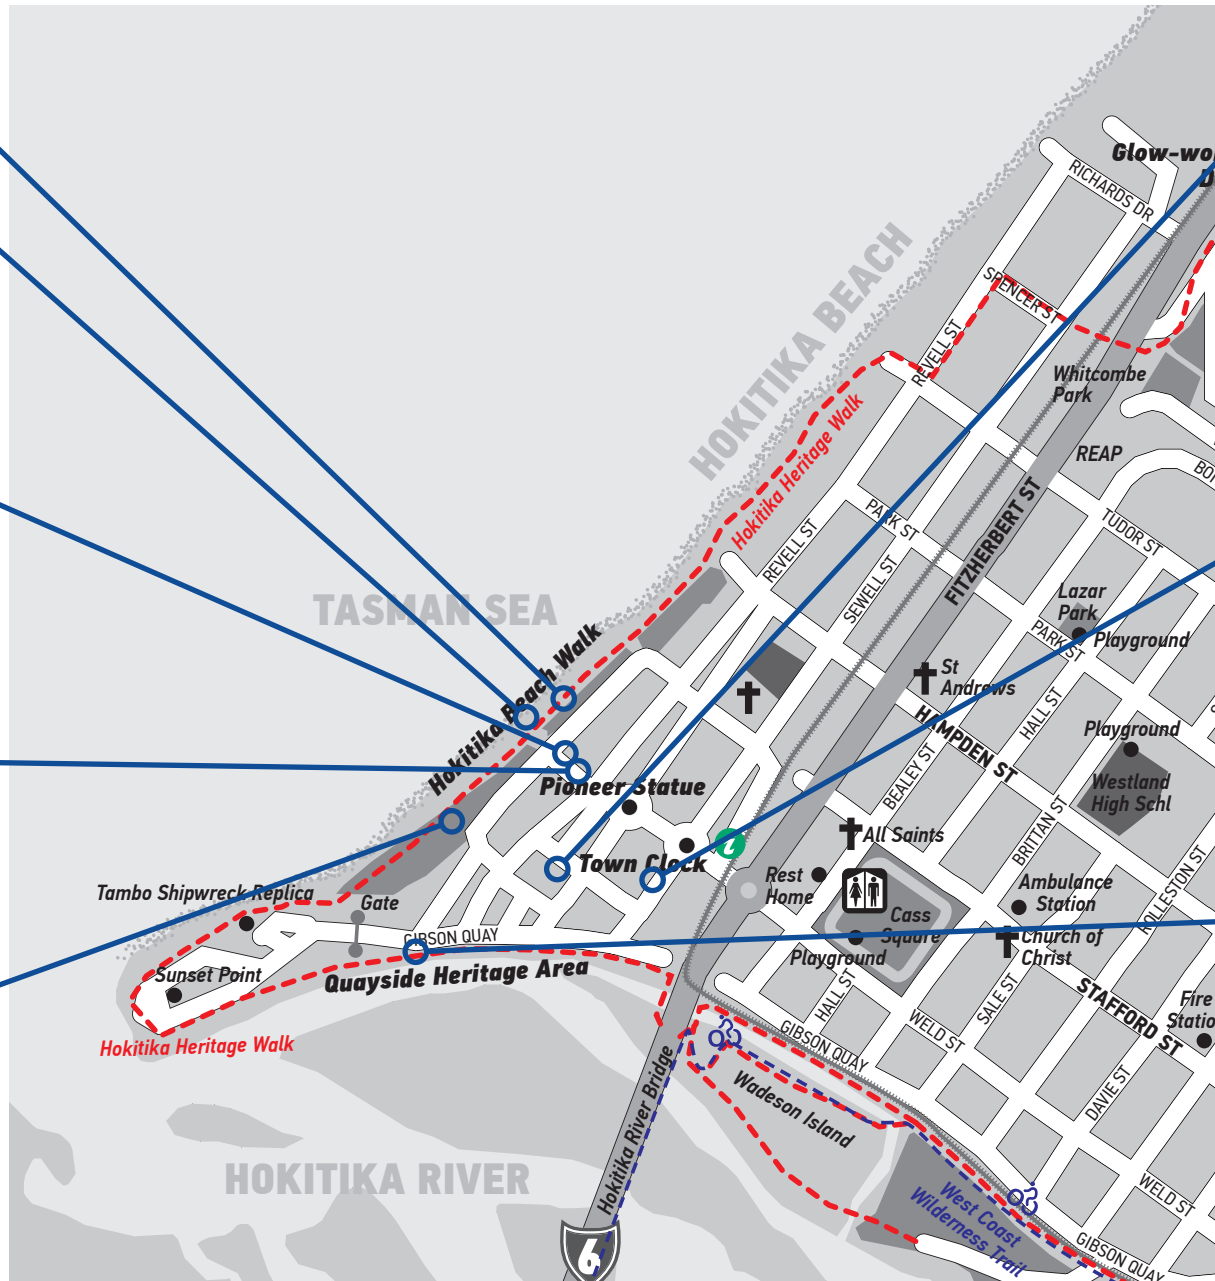 Glow-wo
D
RICHARDS DR
SPENCER ST
HOKITIKA BEACH
REVELL ST
Whitcombe
Park
Hokitika Heritage Walk
REAP
BO
FITZHERBERT ST
PARK ST
TUDOR ST
REVELL ST
SEWELL ST
TASMAN SEA
Lazar
Park
Playground
PARK ST
Hokitika Beach Walk
St
Andrews
HAMPDEN ST
HALL ST
Playground
Westland
High Schl
Pioneer Statue
BEALEY ST
BRITTAN ST
All Saints
Town Clock
i
Rest
Home
Ambulance
Station
ROLLESTON ST
Tambo Shipwreck Replica
Gate
Cass
Square
Church of
Christ
GIBSON QUAY
Playground
Sunset Point
Quayside Heritage Area
HALL ST
SALE ST
STAFFORD ST
Fire
Statio
Hokitika Heritage Walk
GIBSON QUAY
WELD ST
Hokitika River Bridge
Wadeson Island
DAVIE ST
HOKITIKA RIVER
West Coast
Wilderness Trail
WELD ST
GIBSON QUAY
6